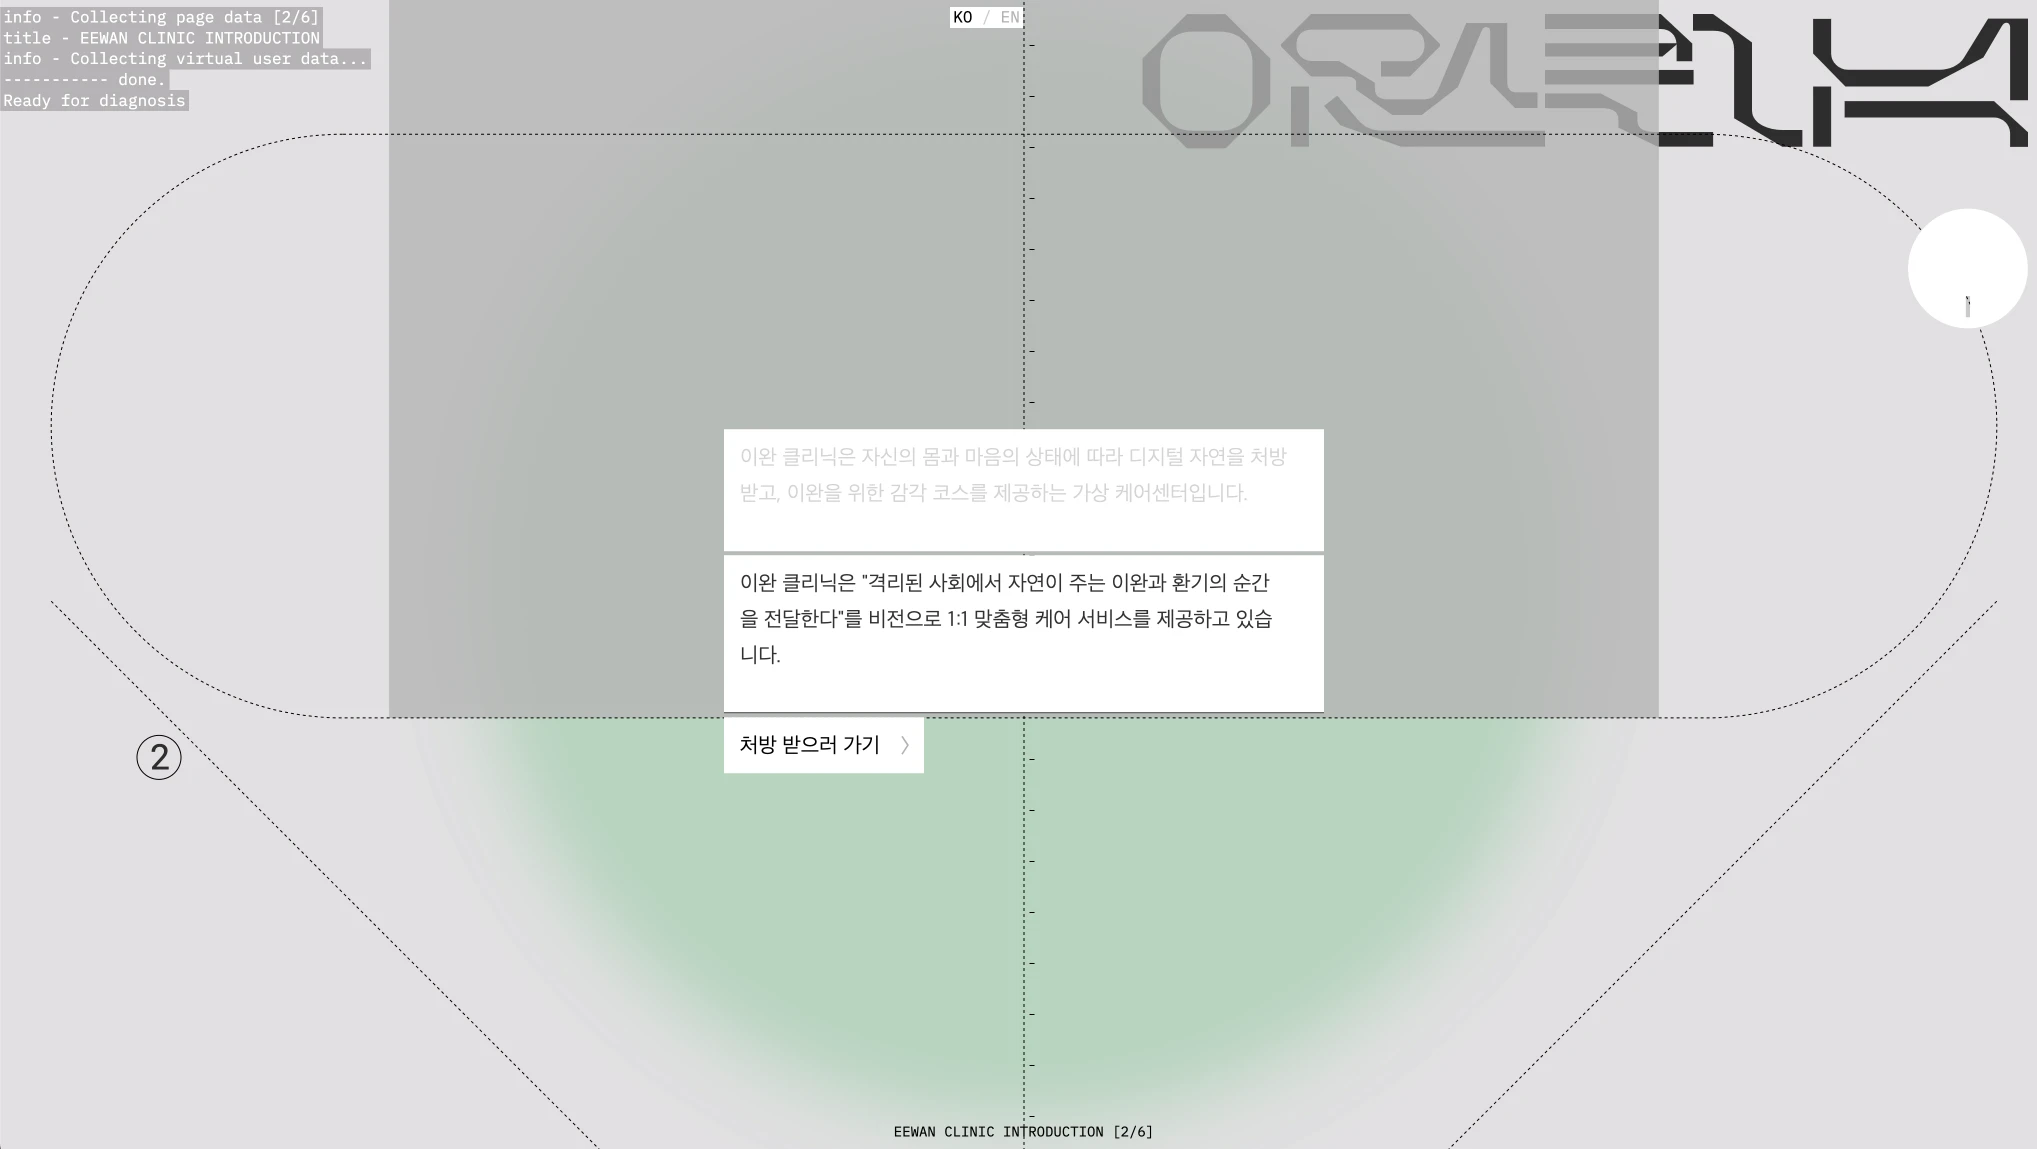 info - Collecting page data [2/6]
title - EEWAN CLINIC INTRODUCTION
info - Collecting virtual user data...
----------- done.
Ready for diagnosis
KO / EN
이완 클리닉은 자신의 몸과 마음의 상태에 따라 디지털 자연을 처방
받고, 이완을 위한 감각 코스를 제공하는 가상 케어센터입니다.
이완 클리닉은 "격리된 사회에서 자연이 주는 이완과 환기의 순간
을 전달한다"를 비전으로 1:1 맞춤형 케어 서비스를 제공하고 있습
니다.
처방 받으러 가기
2
EEWAN CLINIC INTRODUCTION [2/6]